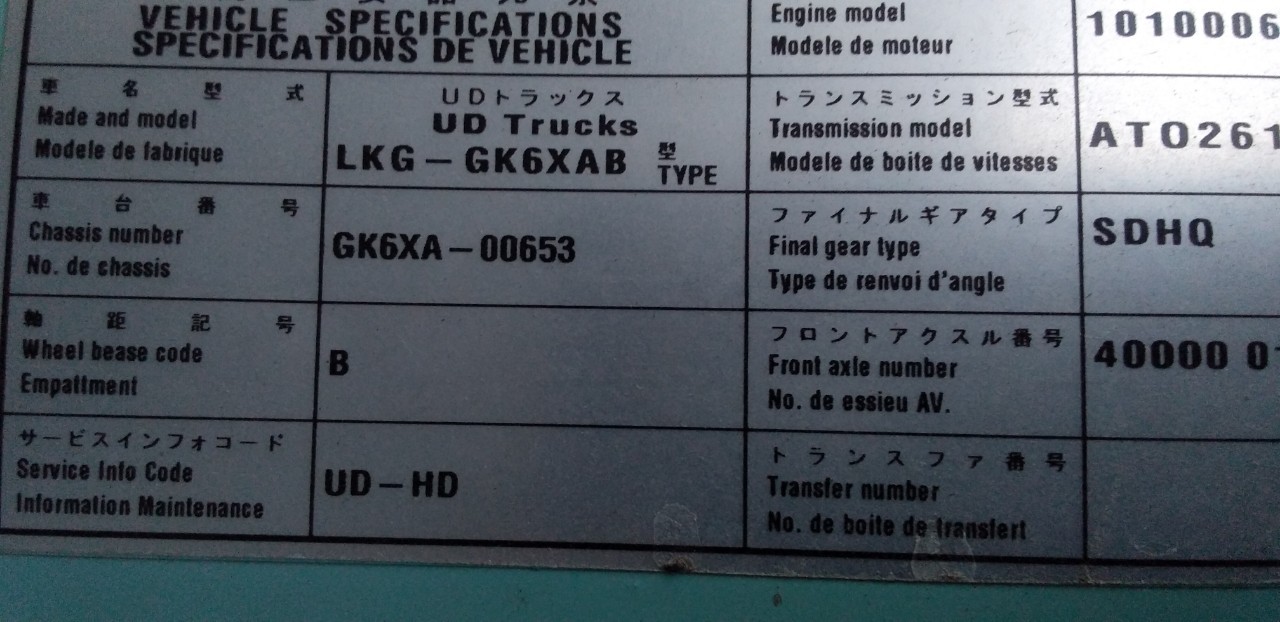 VEHICLE SPECIFICATIONS
SPECIFICATIONS DE VEHICLE
車名型式
Made and model
Modele de fabrique
UDトラックス
UD Trucks
LKG-GK6XAB 型
TYPE
車台番号
Chassis number
No. de chassis
GK6XA-00653
軸距記号
Wheel bease code
Empattment
B
サービスインフォコード
Service Info Code
Information Maintenance
UD-HD
Engine model
Modele de moteur
1010006
トランスミッション型式
Transmission model
Modele de boite de vitesses
ATO261
ファイナルギアタイプ
Final gear type
Type de renvoi d'angle
SDHQ
フロントアクスル番号
Front axle number
No. de essieu AV.
40000 0
トランスファ番号
Transfer number
No. de boite de transfert